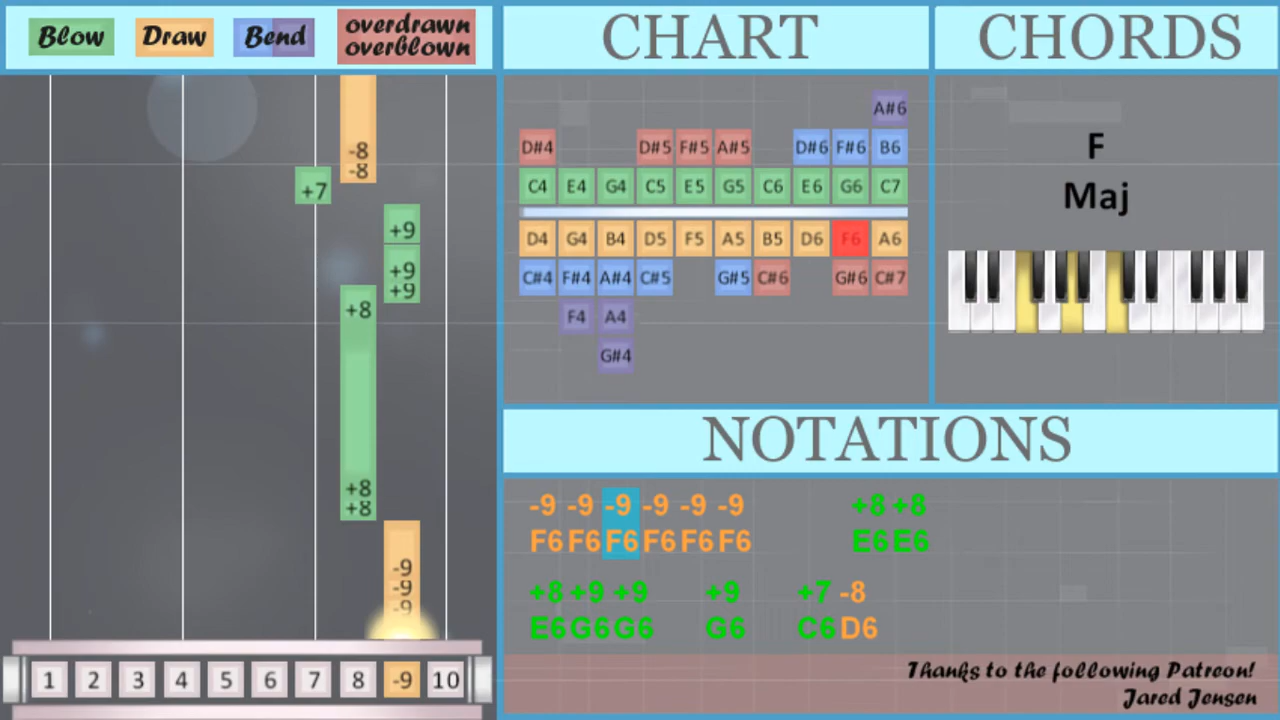 Blow Draw Bend overdrawn
overblown
CHART
CHORDS
-8
-8
+7
+9
+9
+9
+8
+8
+8
-9
-9
-9
1 2 3 4 5 6 7 8 -9 10
A#6
D#4 D#5 F#5 A#5 D#6 F#6 B6
C4 E4 G4 C5 E5 G5 C6 E6 G6 C7
D4 G4 B4 D5 F5 A5 B5 D6 F6 A6
C#4 F#4 A#4 C#5 G#5 C#6 G#6 C#7
F4 A4
G#4
F
Maj
NOTATIONS
-9 -9 -9 -9 -9 -9 +8 +8
F6 F6 F6 F6 F6 F6 E6 E6
+8 +9 +9 +9 +7 -8
E6 G6 G6 G6 C6 D6
Thanks to the following Patreon!
Jared Jensen